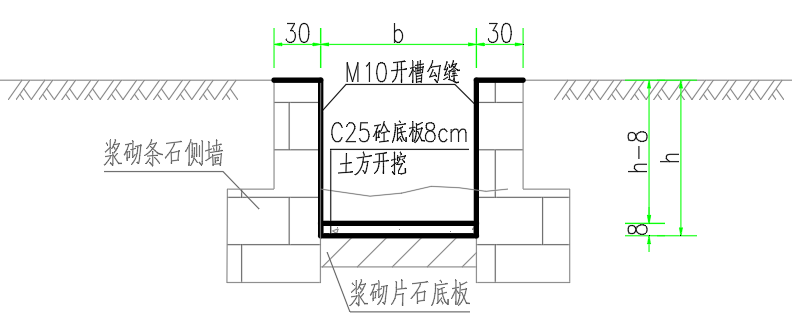 30 b 30
M10开槽勾缝
C25砼底板8cm
土方开挖
浆砌条石侧墙
h-8
h
8
浆砌片石底板